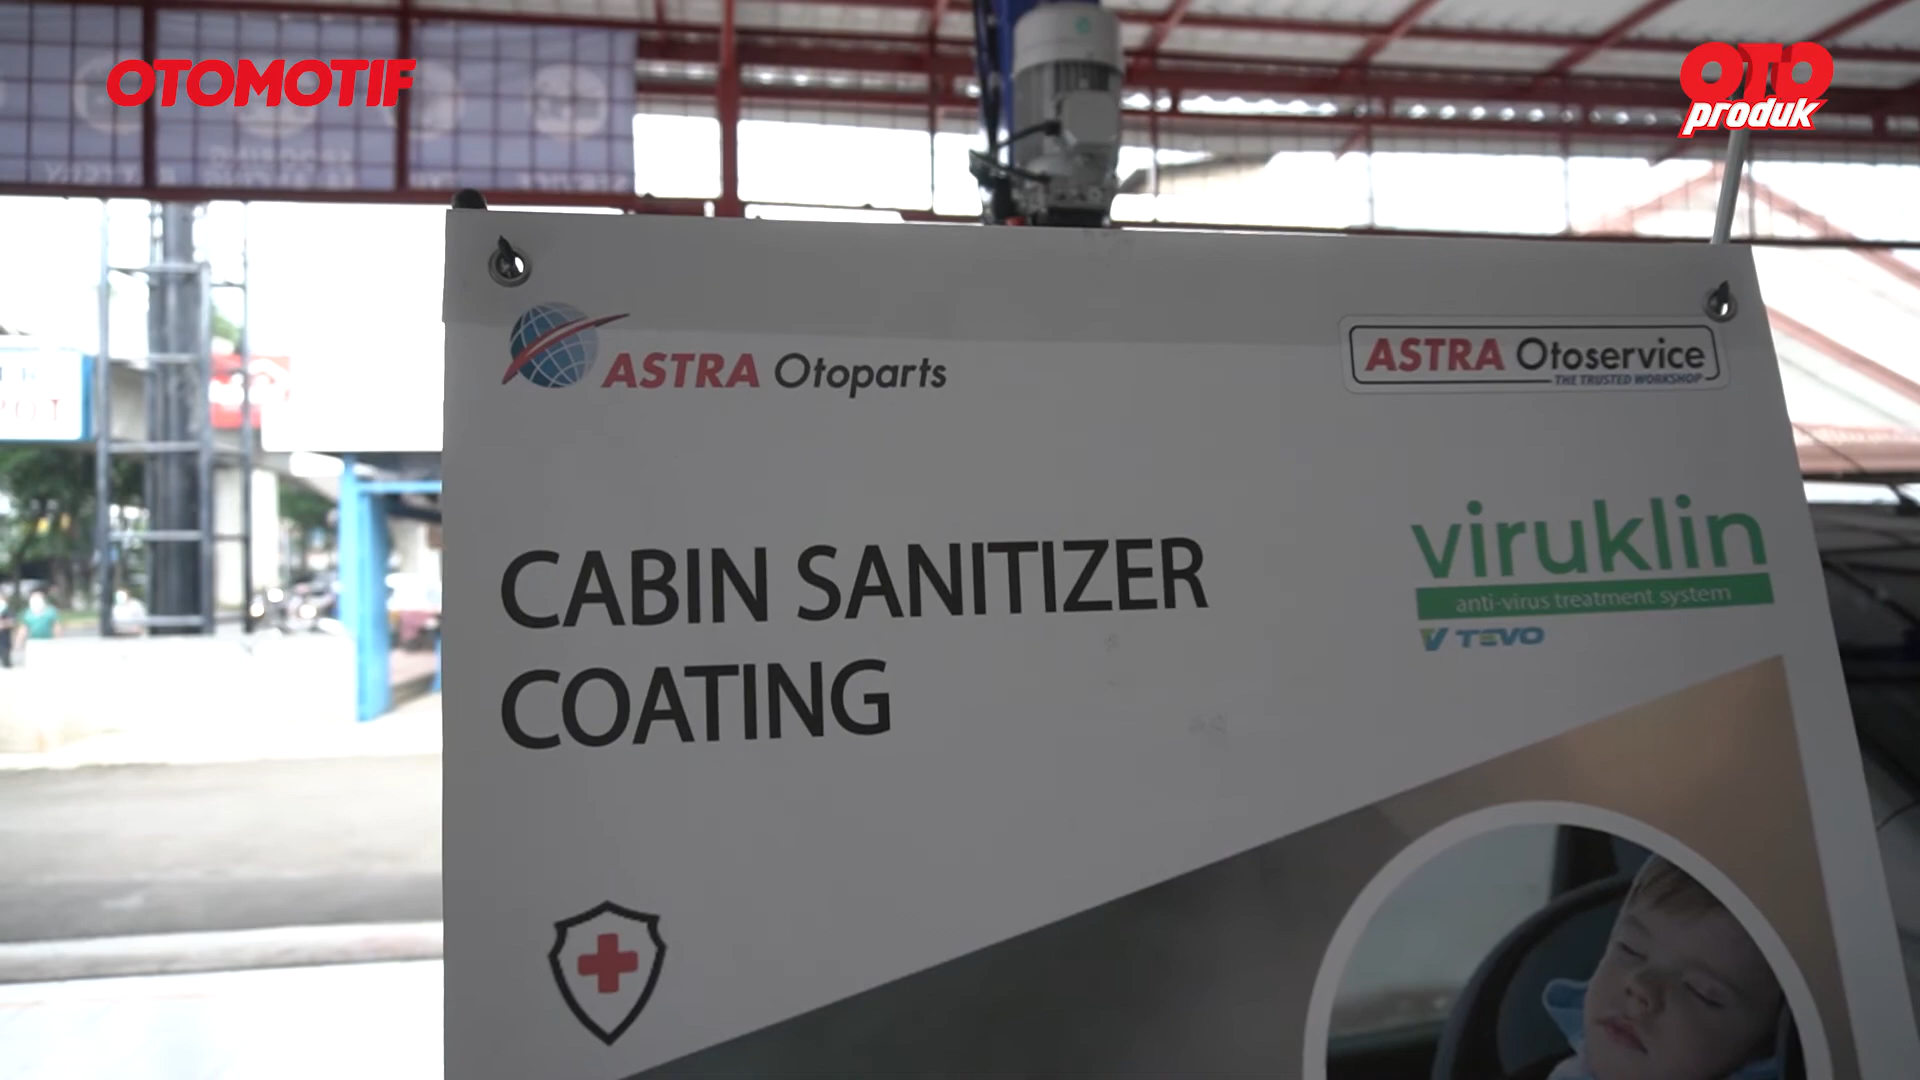 OTOMOTIF
OTO
produk
ASTRA Otoparts
ASTRA Otoservice
THE TRUSTED WORKSHOP
viruklin
anti-virus treatment system
TEVO
CABIN SANITIZER
COATING